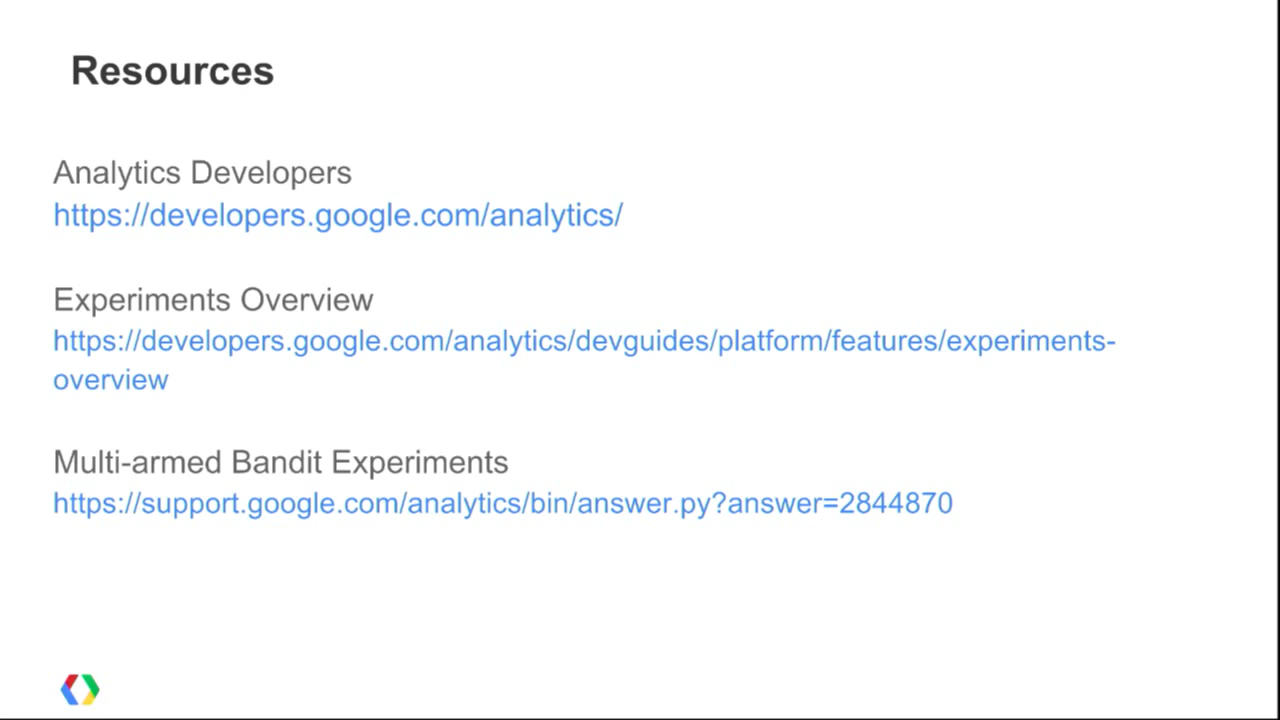 Resources
Analytics Developers
https://developers.google.com/analytics/
Experiments Overview
https://developers.google.com/analytics/devguides/platform/features/experiments-
overview
Multi-armed Bandit Experiments
https://support.google.com/analytics/bin/answer.py?answer=2844870